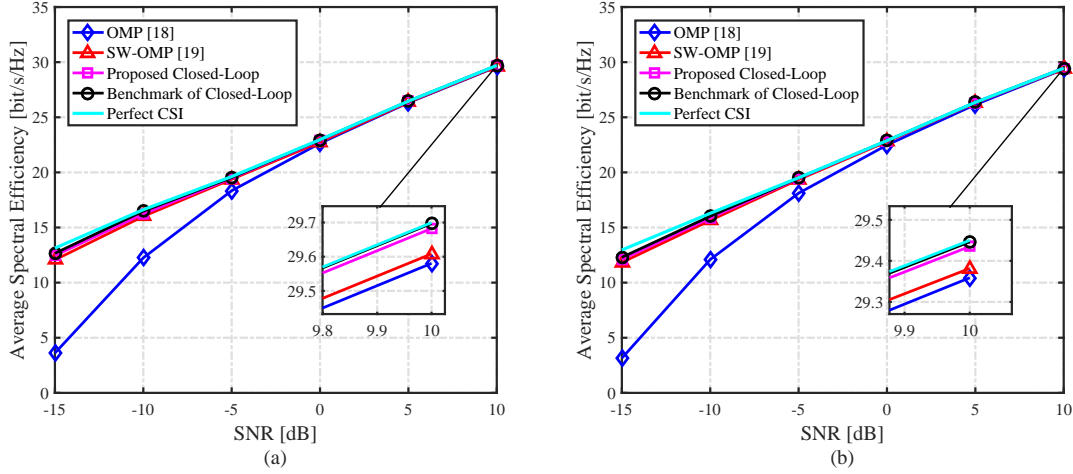 35
30
25
20
15
10
5
0
Average Spectral Efficiency [bit/s/Hz]
OMP [18]
SW-OMP [19]
Proposed Closed-Loop
Benchmark of Closed-Loop
Perfect CSI
29.7
29.6
29.5
9.8 9.9 10
-15 -10 -5 0 5 10
SNR [dB]
(a)
35
30
25
20
15
10
5
0
Average Spectral Efficiency [bit/s/Hz]
OMP [18]
SW-OMP [19]
Proposed Closed-Loop
Benchmark of Closed-Loop
Perfect CSI
29.5
29.4
29.3
9.9 10
-15 -10 -5 0 5 10
SNR [dB]
(b)